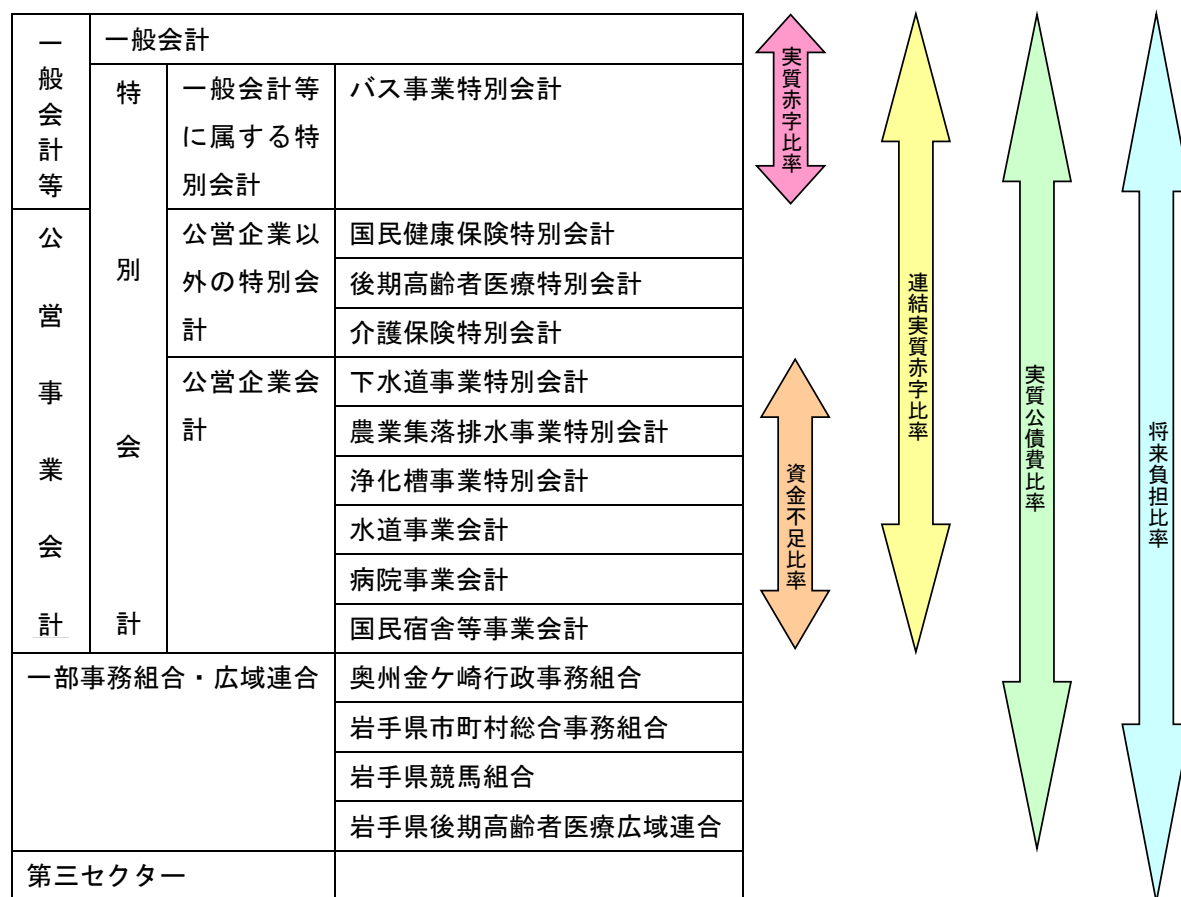 一般会計等
一般会計
特別会計
一般会計等
に属する特
別会計
バス事業特別会計
公営事業会計
公営企業以
外の特別会
計
国民健康保険特別会計
後期高齢者医療特別会計
介護保険特別会計
公営企業会
計
下水道事業特別会計
農業集落排水事業特別会計
浄化槽事業特別会計
水道事業会計
病院事業会計
国民宿舎等事業会計
一部事務組合・広域連合
奥州金ケ崎行政事務組合
岩手県市町村総合事務組合
岩手県競馬組合
岩手県後期高齢者医療広域連合
第三セクター
実質赤字比率
資金不足比率
連結実質赤字比率
実質公債費比率
将来負担比率